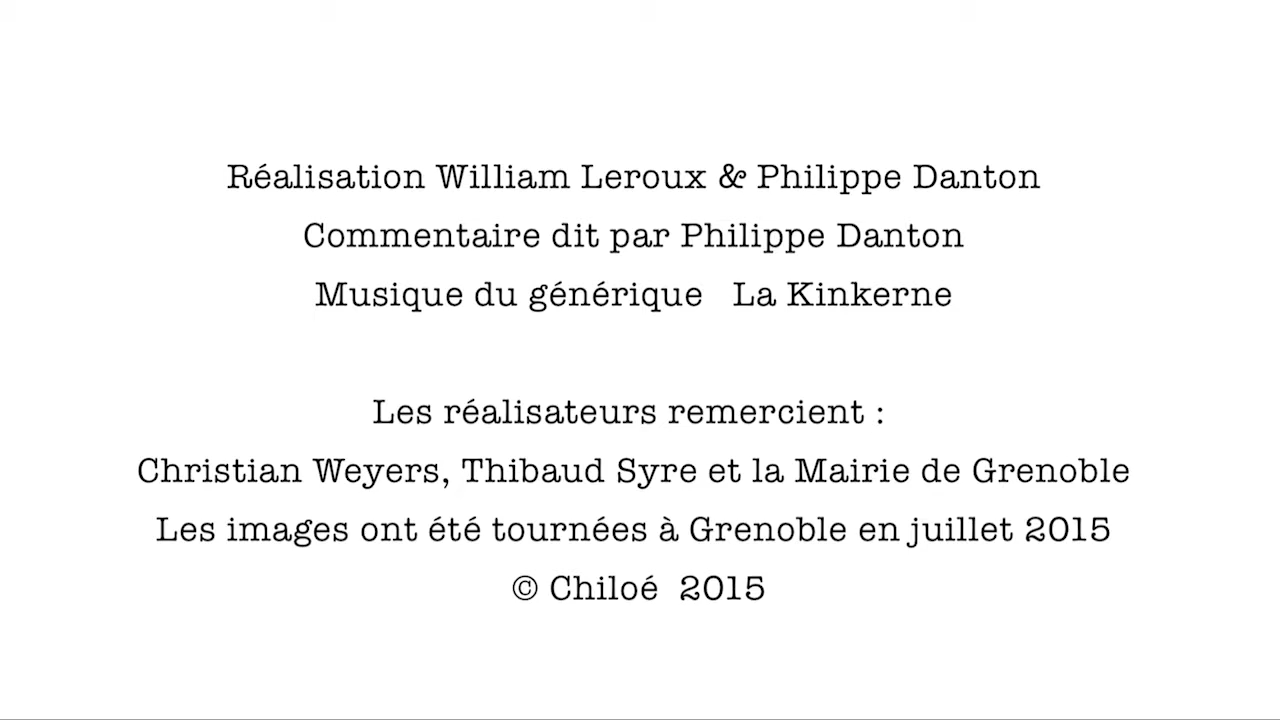 Réalisation William Leroux & Philippe Danton
Commentaire dit par Philippe Danton
Musique du générique   La Kinkerne
Les réalisateurs remercient :
Christian Weyers, Thibaud Syre et la Mairie de Grenoble
Les images ont été tournées à Grenoble en juillet 2015
© Chiloé  2015